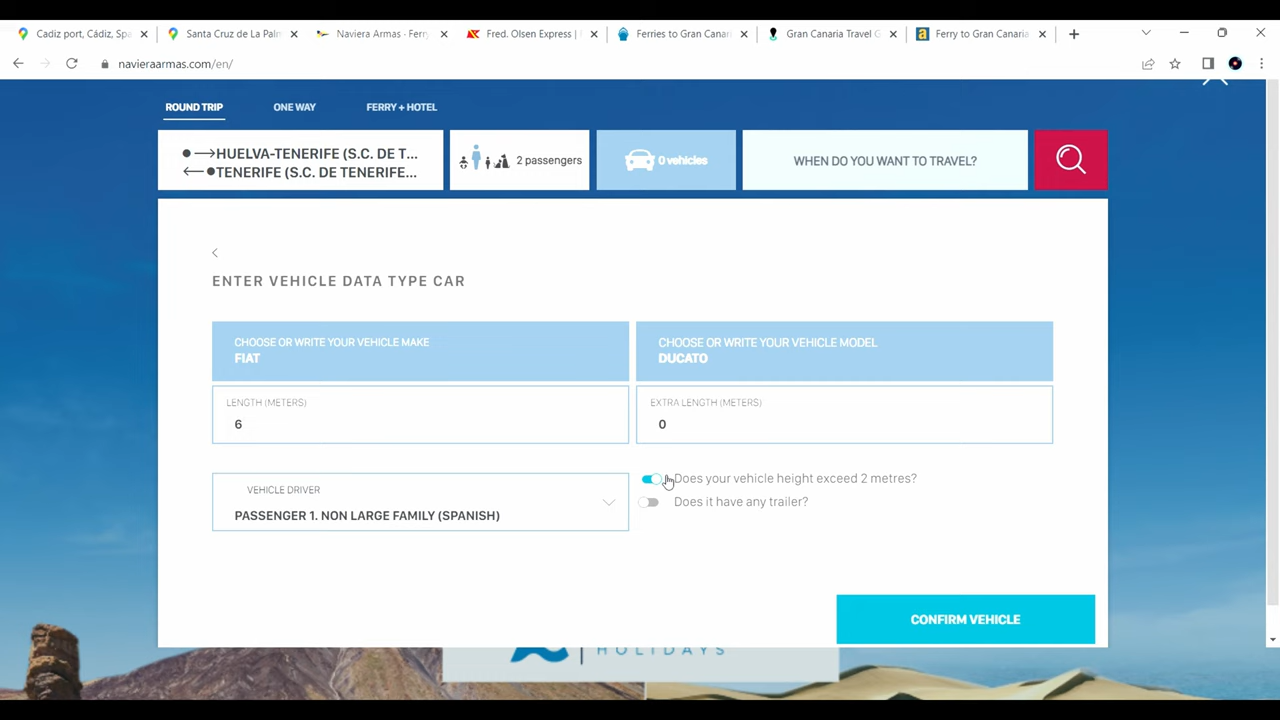 Cadiz port, Cádiz, Spa
Santa Cruz de La Palm
Naviera Armas - Ferry
Fred. Olsen Express |
Ferries to Gran Canari
Gran Canaria Travel G
Ferry to Gran Canaria
navieraarmas.com/en/
ROUND TRIP
ONE WAY
FERRY + HOTEL
HUELVA-TENERIFE (S.C. DE T...
TENERIFE (S.C. DE TENERIFE...
2 passengers
0 vehicles
WHEN DO YOU WANT TO TRAVEL?
ENTER VEHICLE DATA TYPE CAR
CHOOSE OR WRITE YOUR VEHICLE MAKE
FIAT
CHOOSE OR WRITE YOUR VEHICLE MODEL
DUCATO
LENGTH (METERS)
6
EXTRA LENGTH (METERS)
0
VEHICLE DRIVER
PASSENGER 1. NON LARGE FAMILY (SPANISH)
Does your vehicle height exceed 2 metres?
Does it have any trailer?
CONFIRM VEHICLE
HOLIDAYS